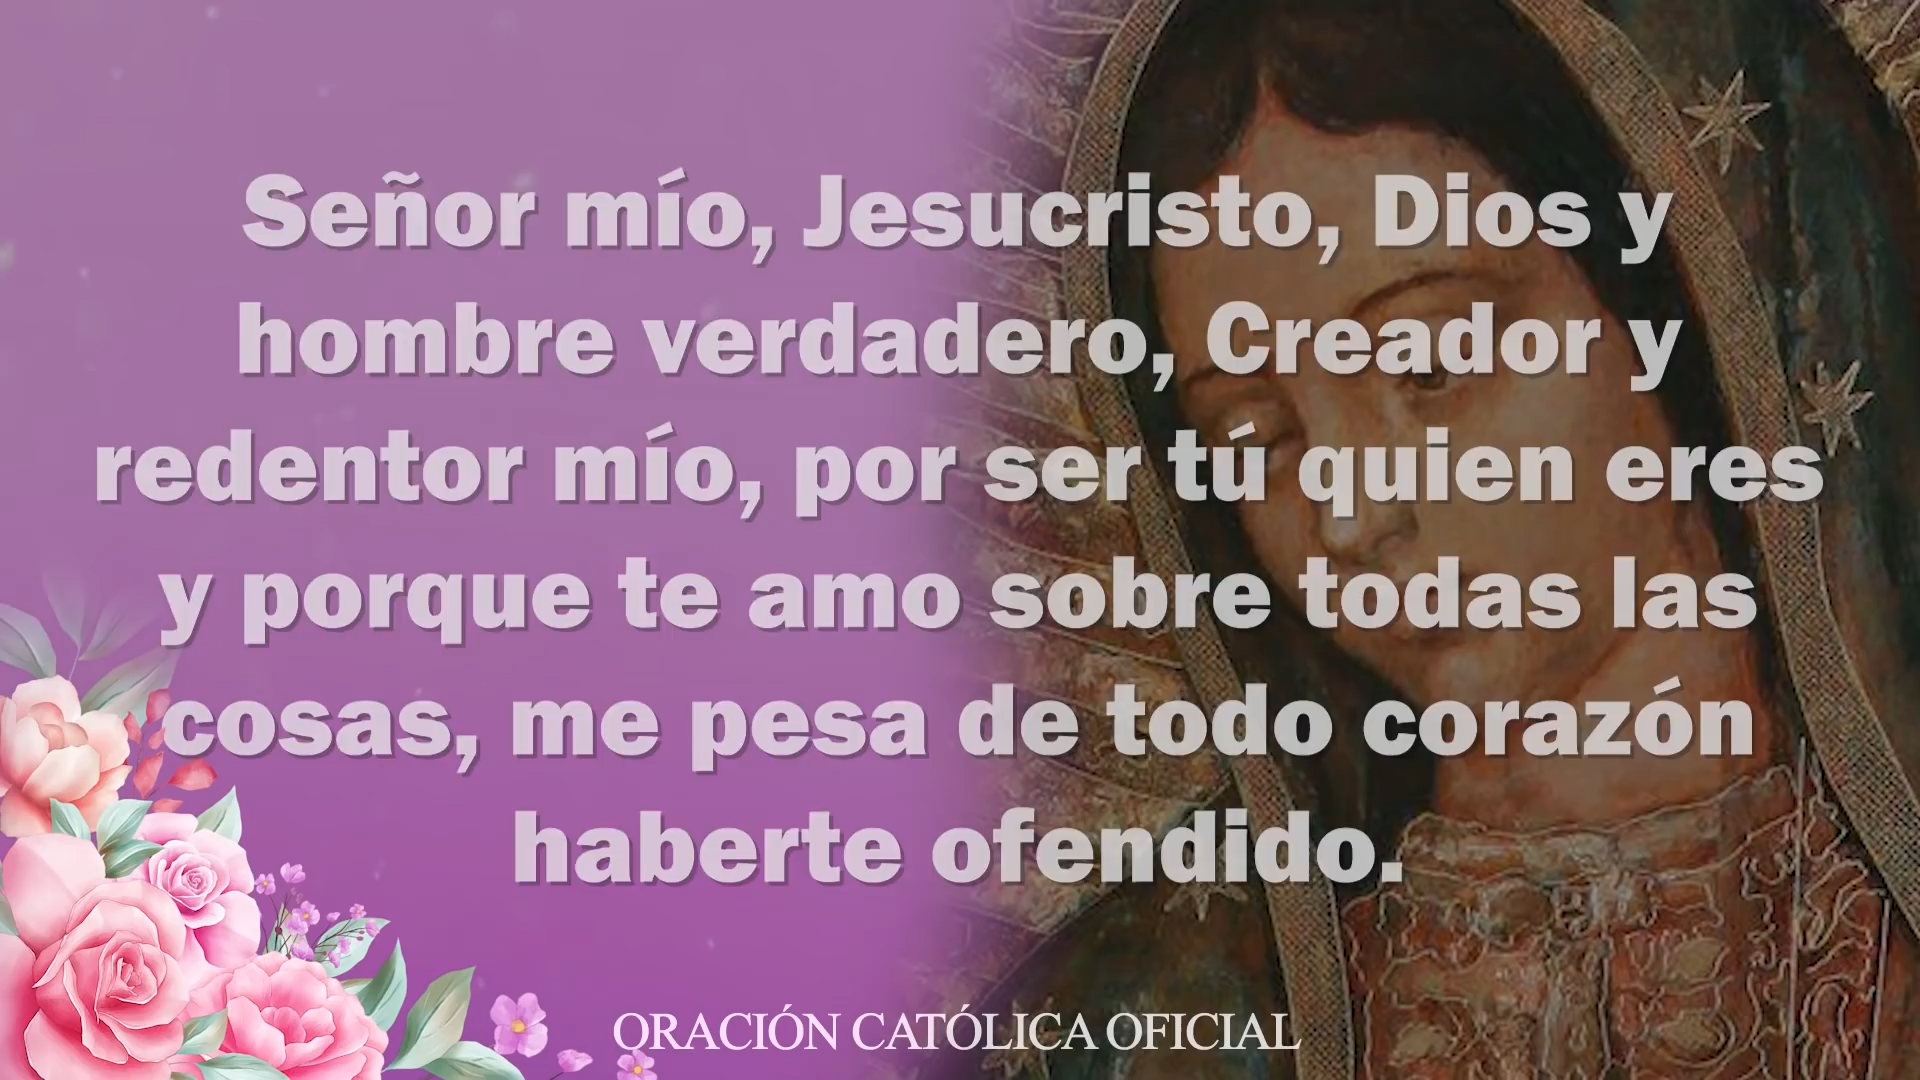 Señor mío, Jesucristo, Dios y
hombre verdadero, Creador y
redentor mío, por ser tú quien eres
y porque te amo sobre todas las
cosas, me pesa de todo corazón
haberte ofendido.
ORACIÓN CATÓLICA OFICIAL